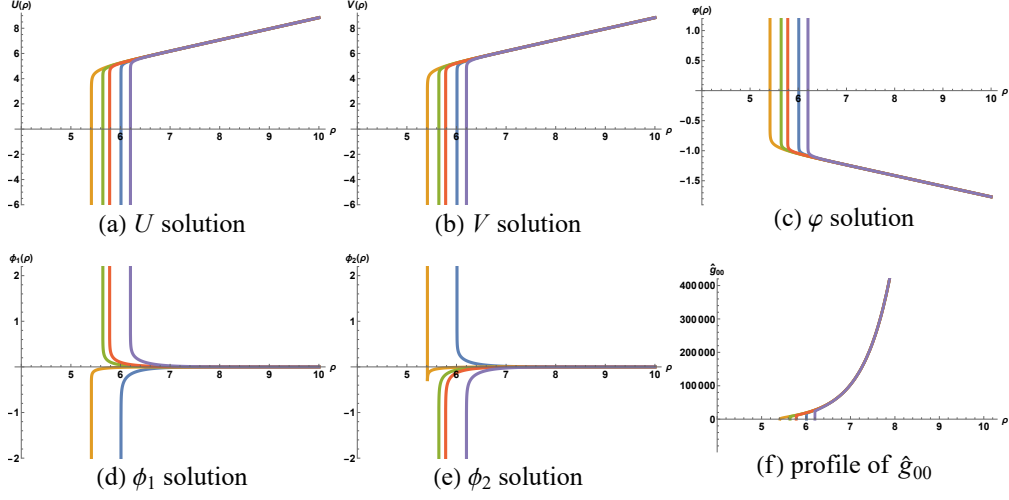 U(ρ)
8
6
4
2
5 6 7 8 9 10 ρ
-2
-4
-6
(a) U solution
V(ρ)
8
6
4
2
5 6 7 8 9 10 ρ
-2
-4
-6
(b) V solution
φ(ρ)
1.0
0.5
5 6 7 8 9 10 ρ
-0.5
-1.0
-1.5
(c) φ solution
ϕ₁(ρ)
2
1
5 6 7 8 9 10 ρ
-1
-2
(d) ϕ₁ solution
ϕ₂(ρ)
2
1
5 6 7 8 9 10 ρ
-1
-2
(e) ϕ₂ solution
ĝ₀₀
400 000
300 000
200 000
100 000
0
5 6 7 8 9 10 ρ
(f) profile of ĝ₀₀